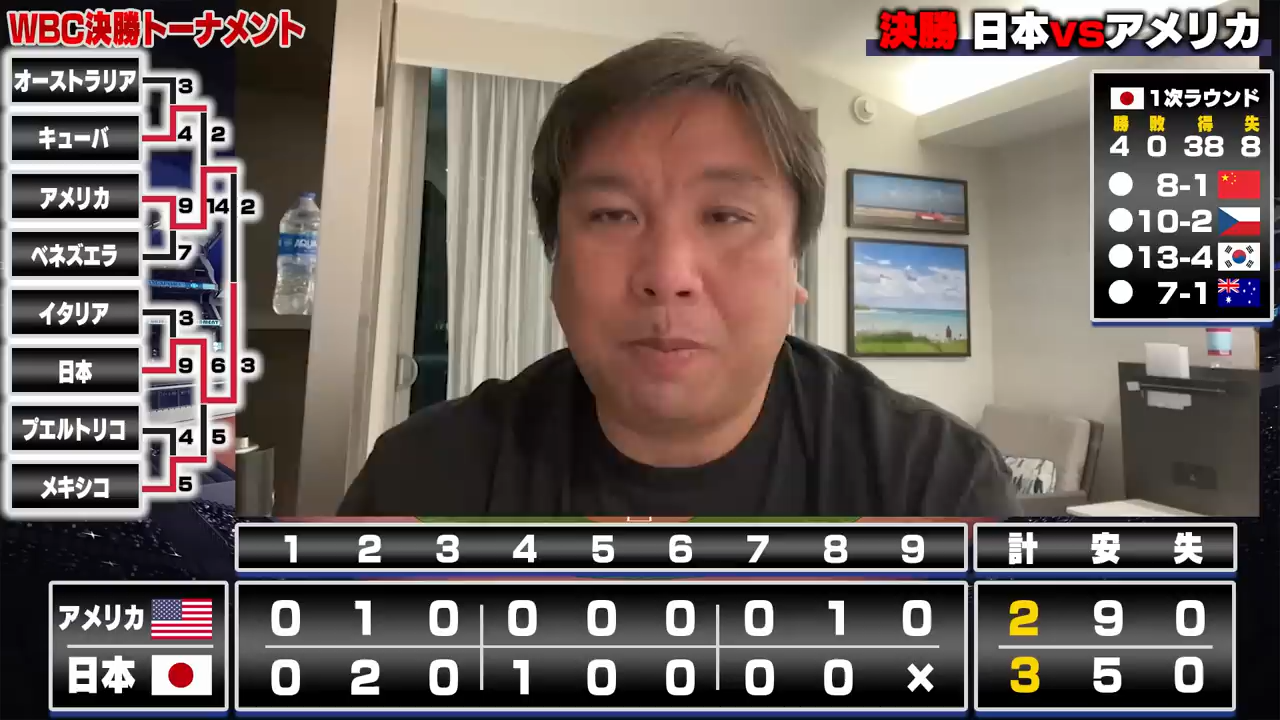 WBC決勝トーナメント
決勝 日本vsアメリカ
オーストラリア 3
キューバ 4 2
アメリカ 9 14 2
ベネズエラ 7
イタリア 3
日本 9 6 3
プエルトリコ 4 5
メキシコ 5
1次ラウンド
勝 敗 得 失
4 0 38 8
8-1
10-2
13-4
7-1
AQUA
1 2 3 4 5 6 7 8 9 計 安 失
アメリカ 0 1 0 0 0 0 0 1 0 2 9 0
日本 0 2 0 1 0 0 0 0 × 3 5 0